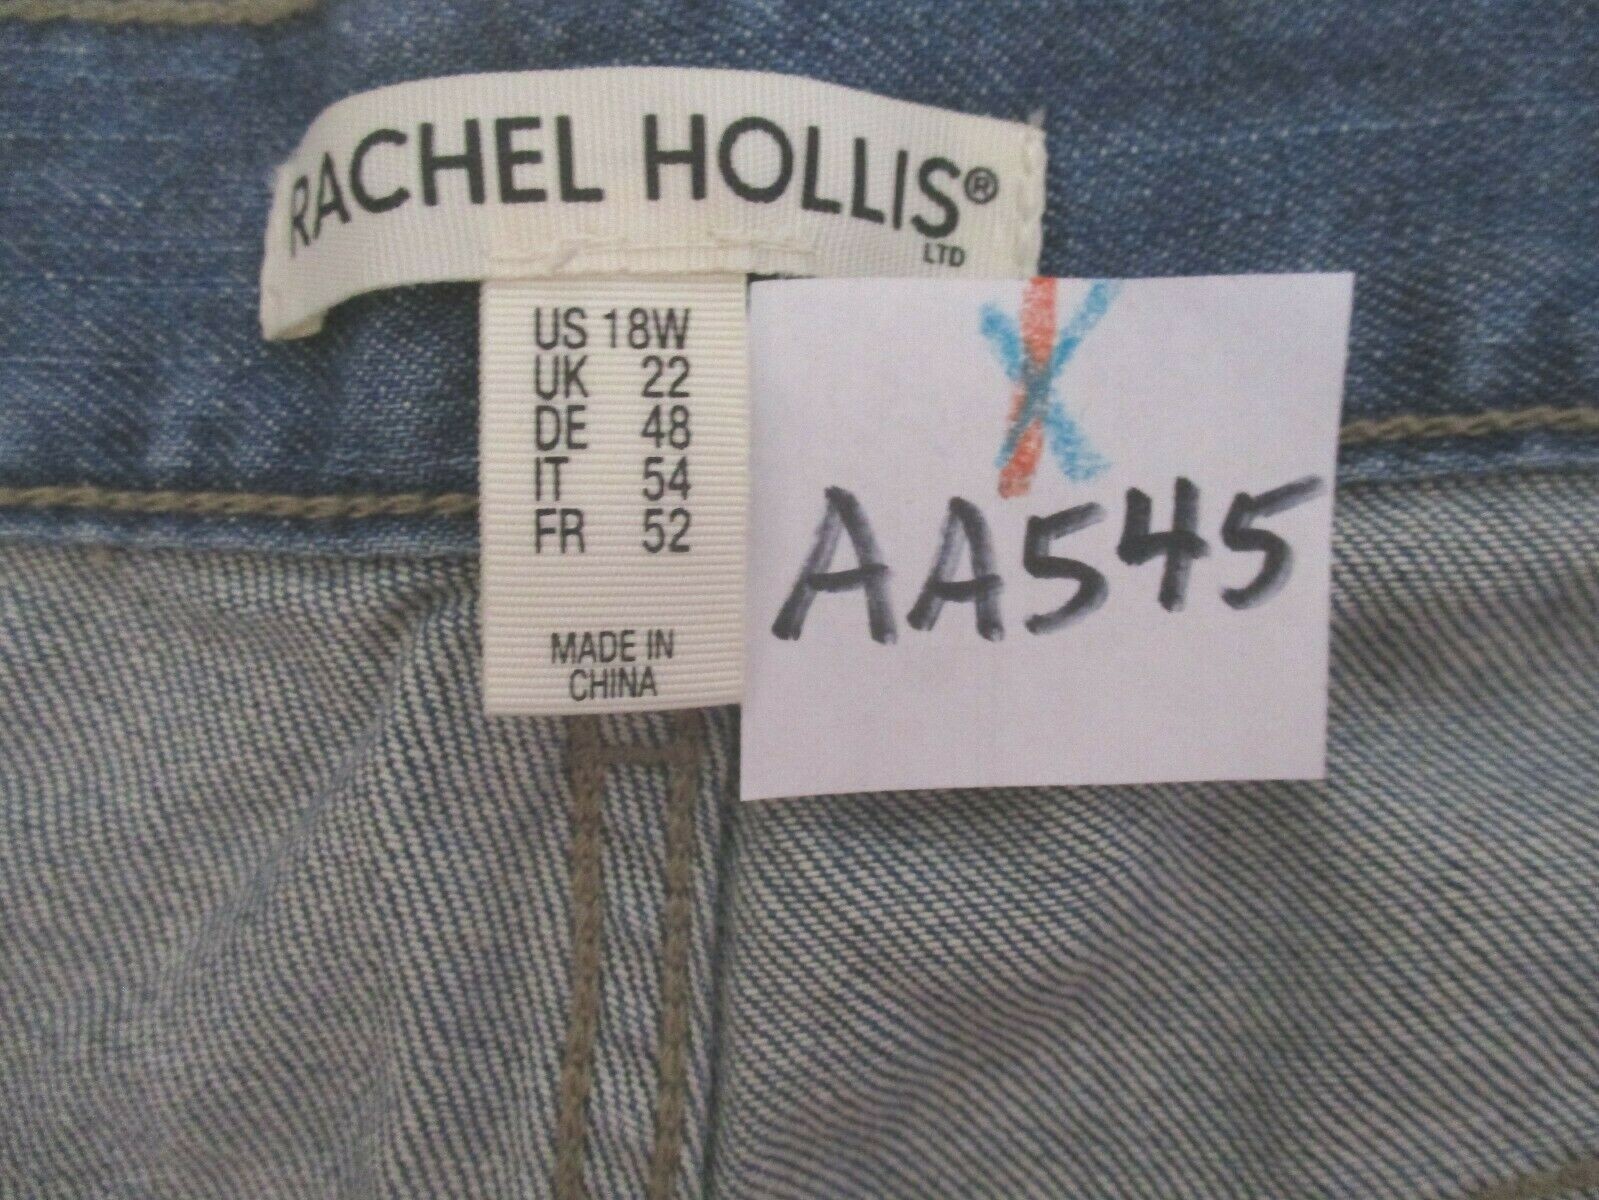 RACHEL HOLLIS®
LTD
US 18W
UK 22
DE 48
IT 54
FR 52
MADE IN
CHINA
X
AA545